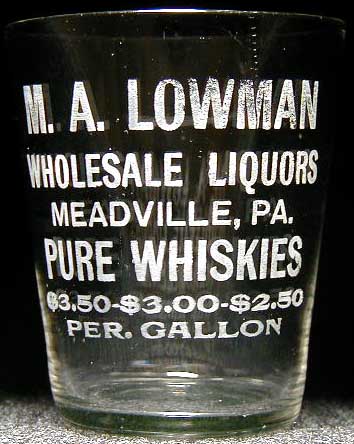 M. A. LOWMAN
WHOLESALE LIQUORS
MEADVILLE, PA.
PURE WHISKIES
$3.50-$3.00-$2.50
PER. GALLON